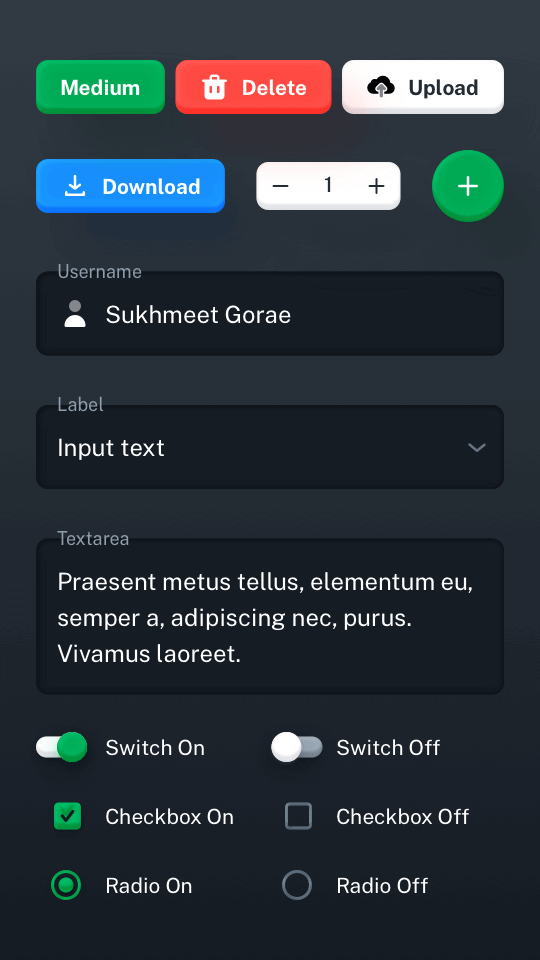 Medium
Delete
Upload
Download
1
Username
Sukhmeet Gorae
Label
Input text
Textarea
Praesent metus tellus, elementum eu,
semper a, adipiscing nec, purus.
Vivamus laoreet.
Switch On
Switch Off
Checkbox On
Checkbox Off
Radio On
Radio Off